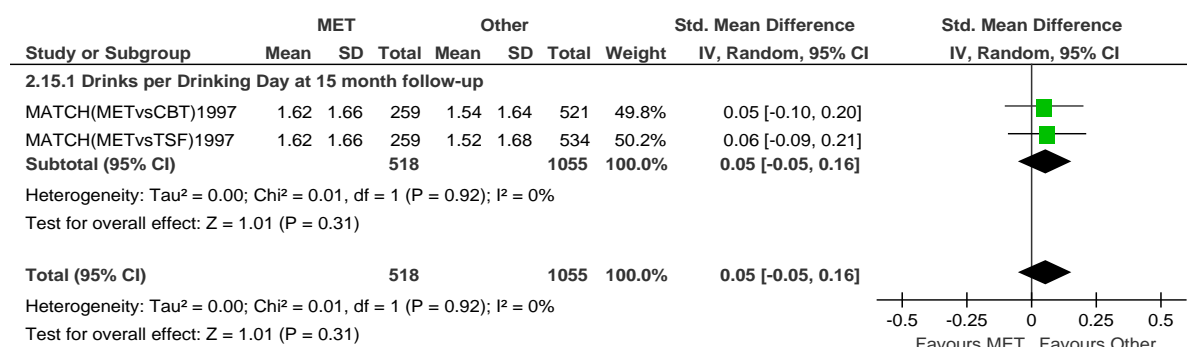 MET Other Std. Mean Difference Std. Mean Difference
Study or Subgroup Mean SD Total Mean SD Total Weight IV, Random, 95% CI IV, Random, 95% CI
2.15.1 Drinks per Drinking Day at 15 month follow-up
MATCH(METvsCBT)1997 1.62 1.66 259 1.54 1.64 521 49.8% 0.05 [-0.10, 0.20]
MATCH(METvsTSF)1997 1.62 1.66 259 1.52 1.68 534 50.2% 0.06 [-0.09, 0.21]
Subtotal (95% CI) 518 1055 100.0% 0.05 [-0.05, 0.16]
Heterogeneity: Tau² = 0.00; Chi² = 0.01, df = 1 (P = 0.92); I² = 0%
Test for overall effect: Z = 1.01 (P = 0.31)
Total (95% CI) 518 1055 100.0% 0.05 [-0.05, 0.16]
Heterogeneity: Tau² = 0.00; Chi² = 0.01, df = 1 (P = 0.92); I² = 0%
Test for overall effect: Z = 1.01 (P = 0.31)
-0.5 -0.25 0 0.25 0.5
Favours MET Favours Other